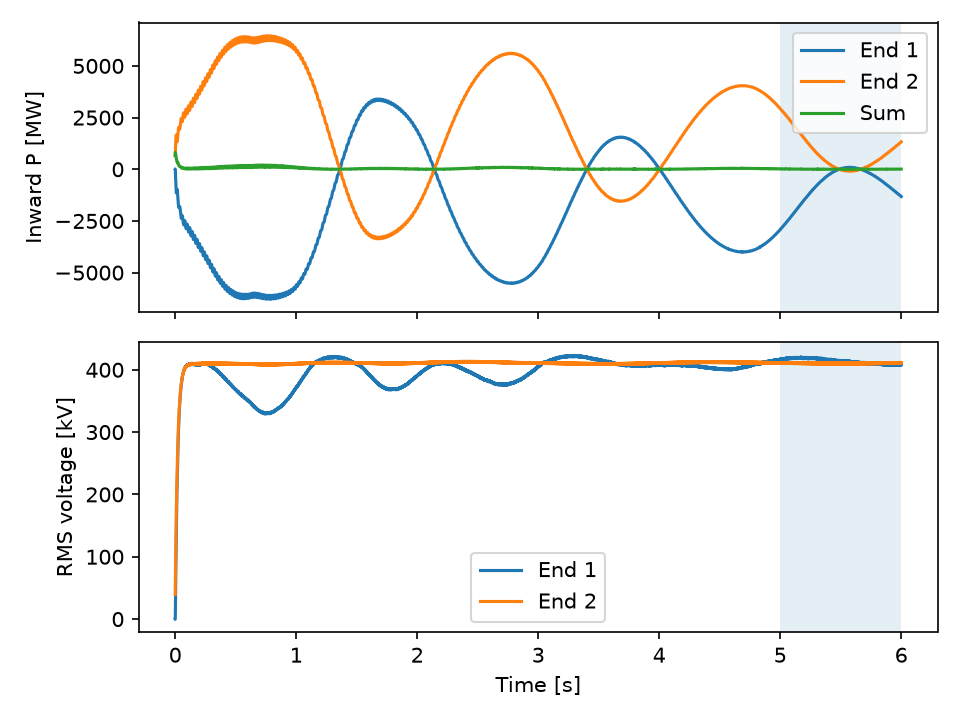 Inward P [MW]
5000
2500
0
−2500
−5000
End 1
End 2
Sum
RMS voltage [kV]
400
300
200
100
0
End 1
End 2
0 1 2 3 4 5 6
Time [s]